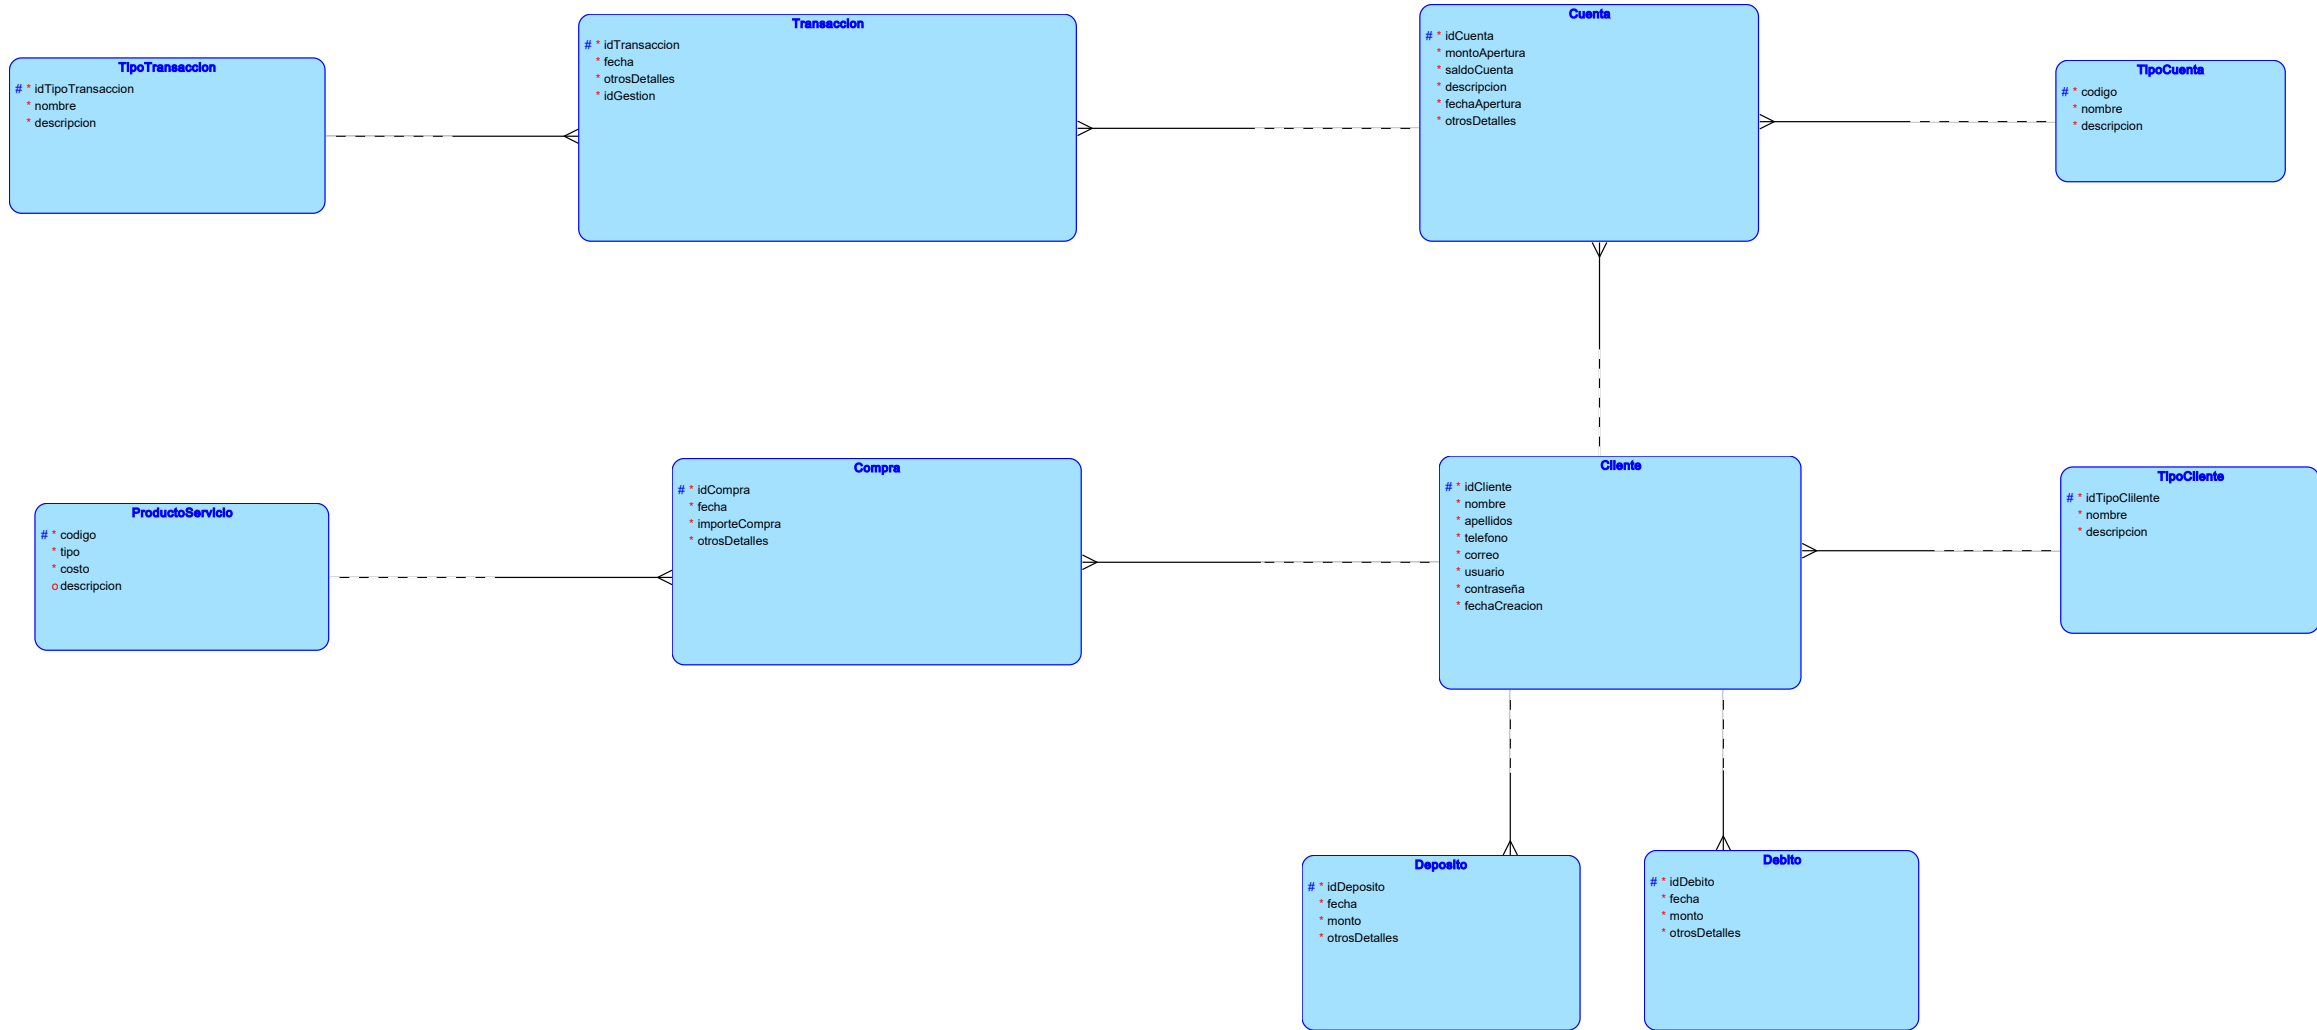 TipoTransaccion
# * idTipoTransaccion
* nombre
* descripcion
Transaccion
# * idTransaccion
* fecha
* otrosDetalles
* idGestion
Cuenta
# * idCuenta
* montoApertura
* saldoCuenta
* descripcion
* fechaApertura
* otrosDetalles
TipoCuenta
# * codigo
* nombre
* descripcion
ProductoServicio
# * codigo
* tipo
* costo
o descripcion
Compra
# * idCompra
* fecha
* importeCompra
* otrosDetalles
Cliente
# * idCliente
* nombre
* apellidos
* telefono
* correo
* usuario
* contraseña
* fechaCreacion
TipoCliente
# * idTipoClilente
* nombre
* descripcion
Deposito
# * idDeposito
* fecha
* monto
* otrosDetalles
Debito
# * idDebito
* fecha
* monto
* otrosDetalles